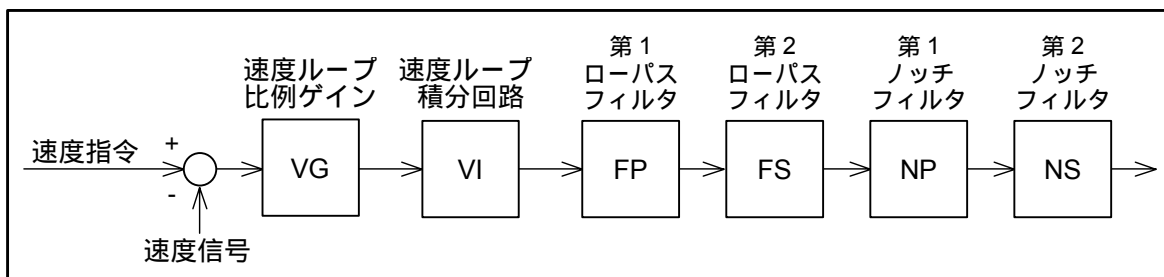 速度ループ
比例ゲイン
速度ループ
積分回路
第 1
ローパス
フィルタ
第 2
ローパス
フィルタ
第 1
ノッチ
フィルタ
第 2
ノッチ
フィルタ
速度指令
+
-
VG
VI
FP
FS
NP
NS
速度信号